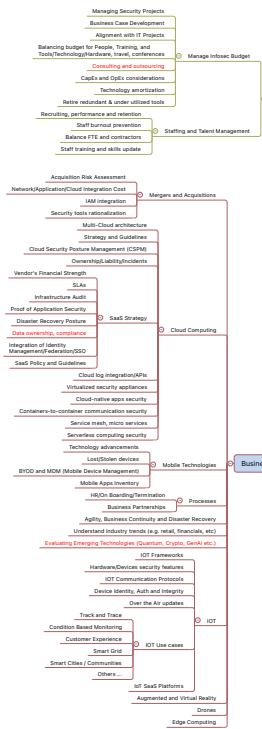 Managing Security Projects
Business Case Development
Alignment with IT Projects
Balancing budget for People, Training, and
Tools/Technology/Hardware, travel, conferences
Manage Infosec Budget
Consulting and outsourcing
CapEx and OpEx considerations
Technology amortization
Retire redundant & under utilized tools
Recruiting, performance and retention
Staff burnout prevention
Staffing and Talent Management
Balance FTE and contractors
Staff training and skills update
Acquisition Risk Assessment
Network/Application/Cloud Integration Cost
Mergers and Acquisitions
IAM integration
Security tools rationalization
Multi-Cloud architecture
Strategy and Guidelines
Cloud Security Posture Management (CSPM)
Ownership/Liability/Incidents
Vendor's Financial Strength
SLAs
Infrastructure Audit
Proof of Application Security
SaaS Strategy
Disaster Recovery Posture
Cloud Computing
Data ownership, compliance
Integration of Identity
Management/Federation/SSO
SaaS Policy and Guidelines
Cloud log integration/APIs
Virtualized security appliances
Cloud-native apps security
Containers-to-container communication security
Service mesh, micro services
Serverless computing security
Technology advancements
Lost/Stolen devices
Mobile Technologies
Busine
BYOD and MDM (Mobile Device Management)
Mobile Apps Inventory
HR/On Boarding/Termination
Processes
Business Partnerships
Agility, Business Continuity and Disaster Recovery
Understand industry trends (e.g. retail, financials, etc)
Evaluating Emerging Technologies (Quantum, Crypto, GenAI etc.)
IOT Frameworks
Hardware/Devices security features
IOT Communication Protocols
Device Identity, Auth and Integrity
Over the Air updates
IOT
Track and Trace
Condition Based Monitoring
Customer Experience
IOT Use cases
Smart Grid
Smart Cities / Communities
Others ...
IoT SaaS Platforms
Augmented and Virtual Reality
Drones
Edge Computing